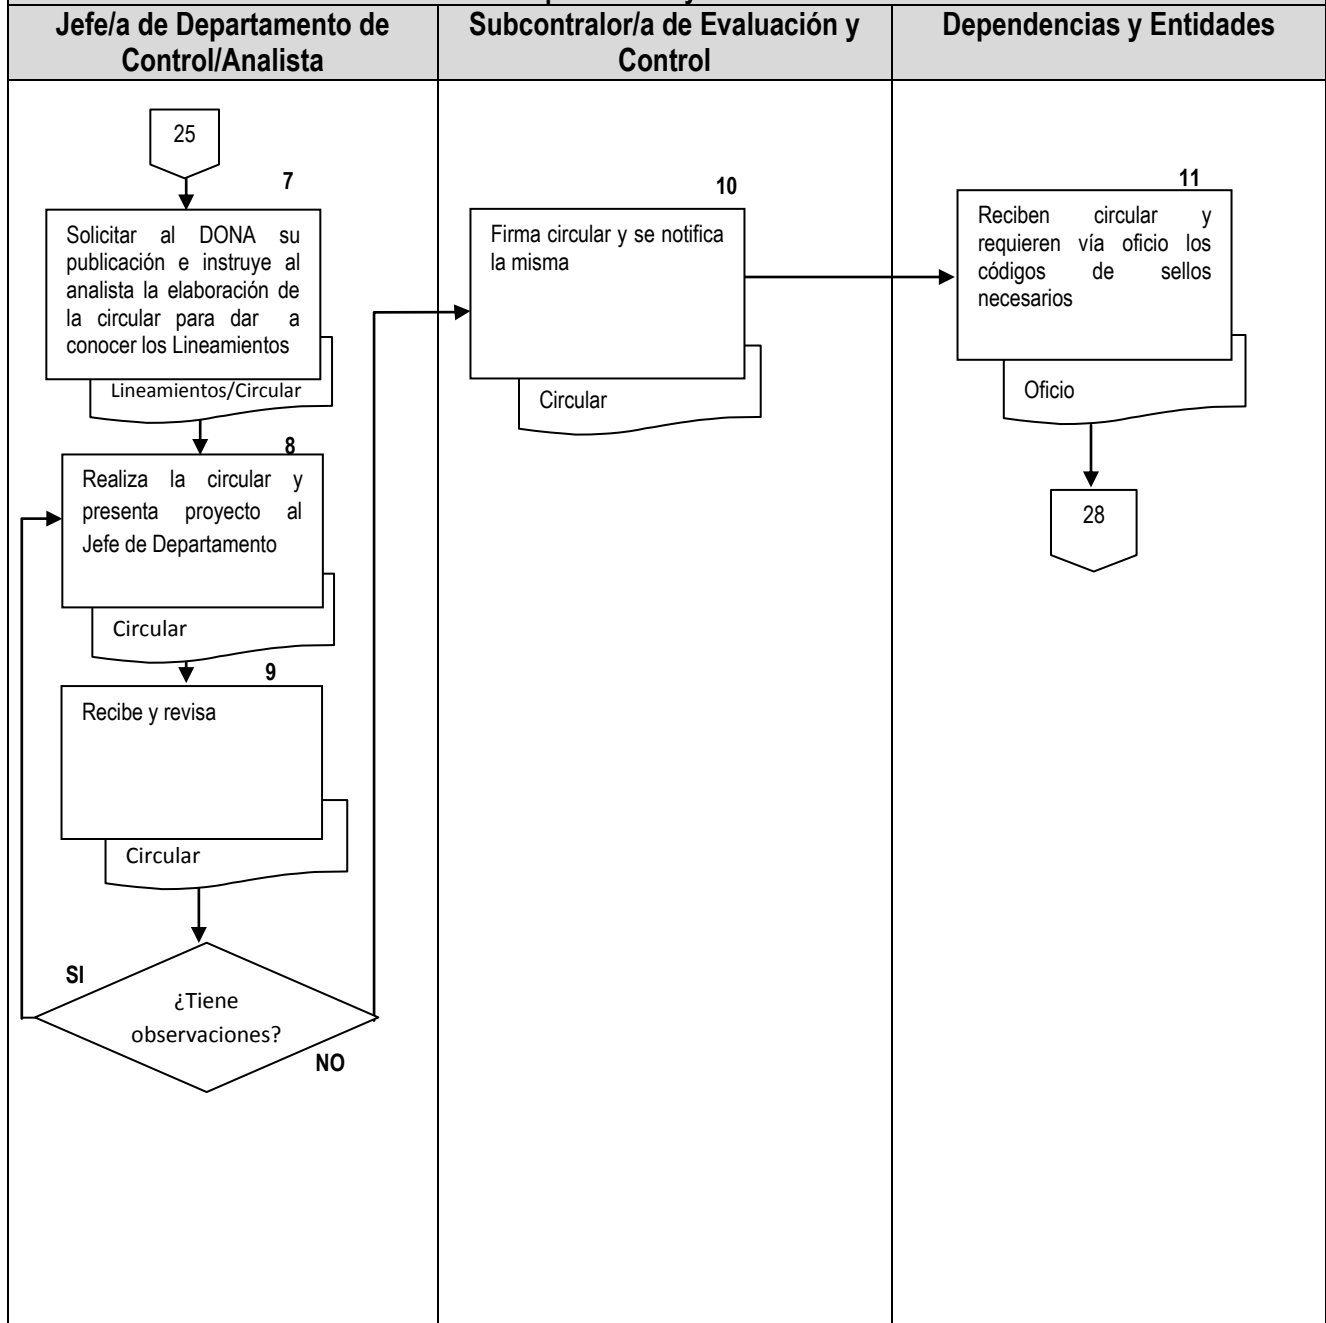 Jefe/a de Departamento de
Control/Analista
Subcontralor/a de Evaluación y
Control
Dependencias y Entidades
25
7
Solicitar al DONA su
publicación e instruye al
analista la elaboración de
la circular para dar a
conocer los Lineamientos
Lineamientos/Circular
8
Realiza la circular y
presenta proyecto al
Jefe de Departamento
Circular
9
Recibe y revisa
Circular
SI
¿Tiene
observaciones?
NO
10
Firma circular y se notifica
la misma
Circular
11
Reciben circular y
requieren vía oficio los
códigos de sellos
necesarios
Oficio
28